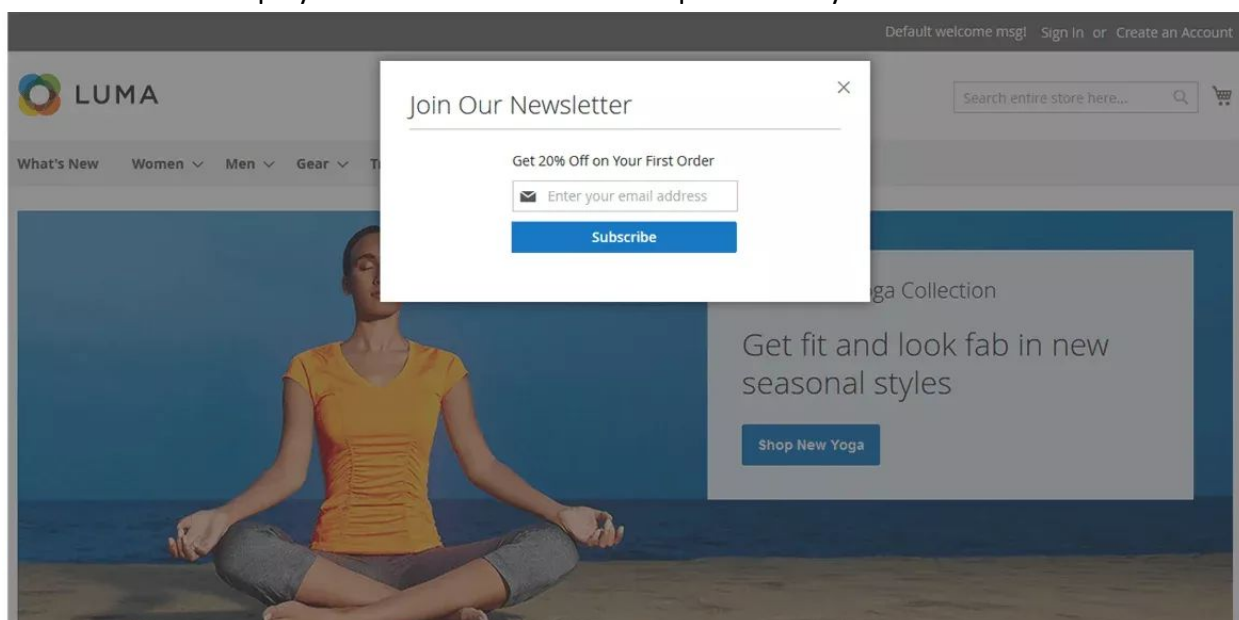 Default welcome msg! Sign In or Create an Account
LUMA
Join Our Newsletter
Search entire store here...
What's New Women Men Gear
Get 20% Off on Your First Order
Enter your email address
Subscribe
Collection
Get fit and look fab in new
seasonal styles
Shop New Yoga